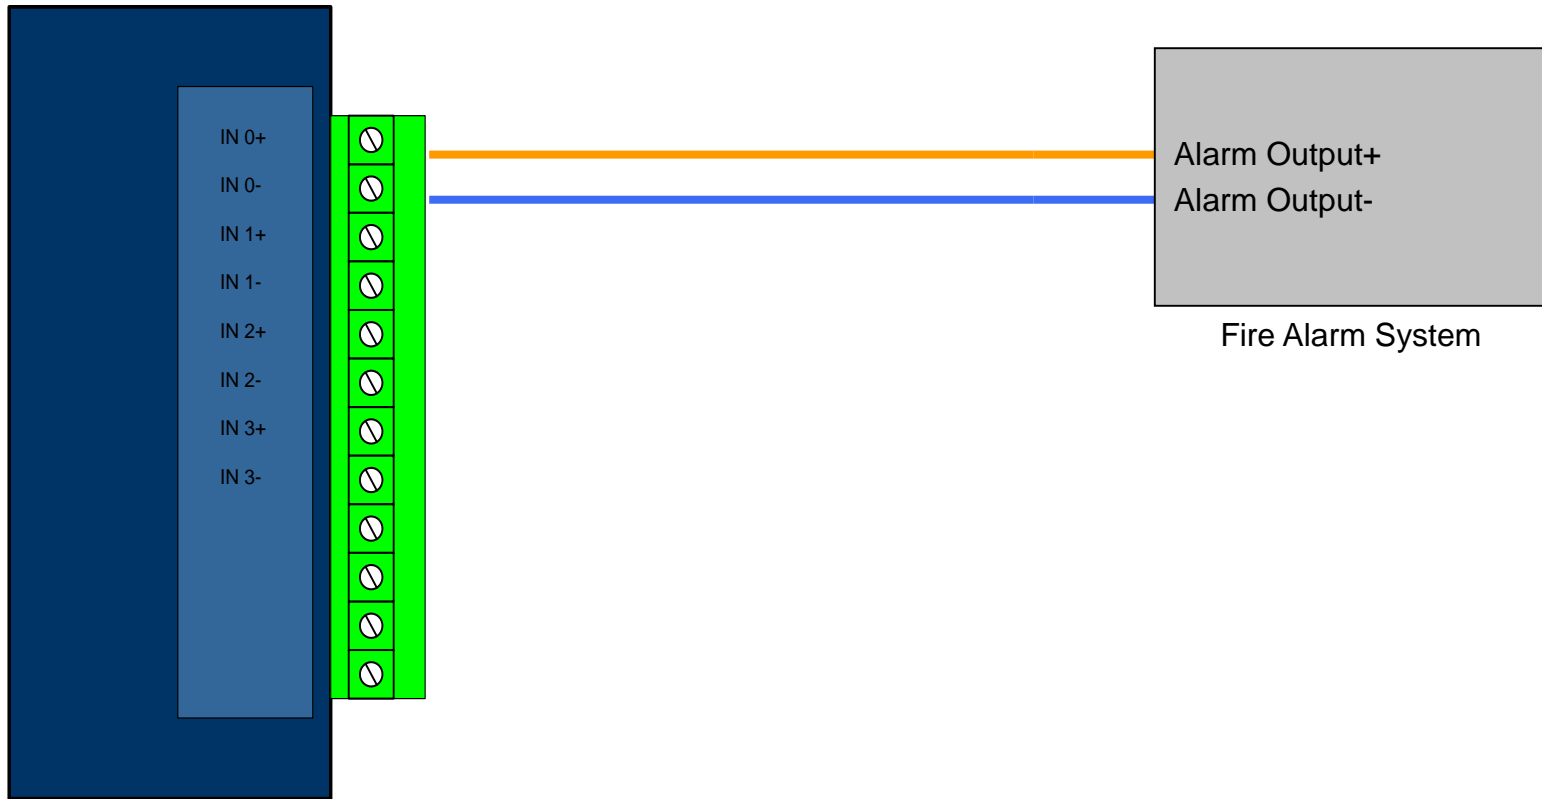 IN 0+
IN 0-
IN 1+
IN 1-
IN 2+
IN 2-
IN 3+
IN 3-
Alarm Output+
Alarm Output-
Fire Alarm System